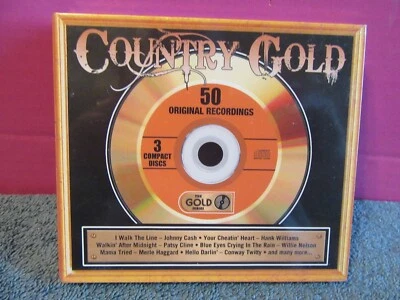 COUNTRY GOLD
50
ORIGINAL RECORDINGS
3
COMPACT
DISCS
THE
GOLD
SERIES
I Walk The Line – Johnny Cash • Your Cheatin' Heart – Hank Williams
Walkin' After Midnight – Patsy Cline • Blue Eyes Crying In The Rain – Willie Nelson
Mama Tried – Merle Haggard • Hello Darlin' – Conway Twitty • and many more...